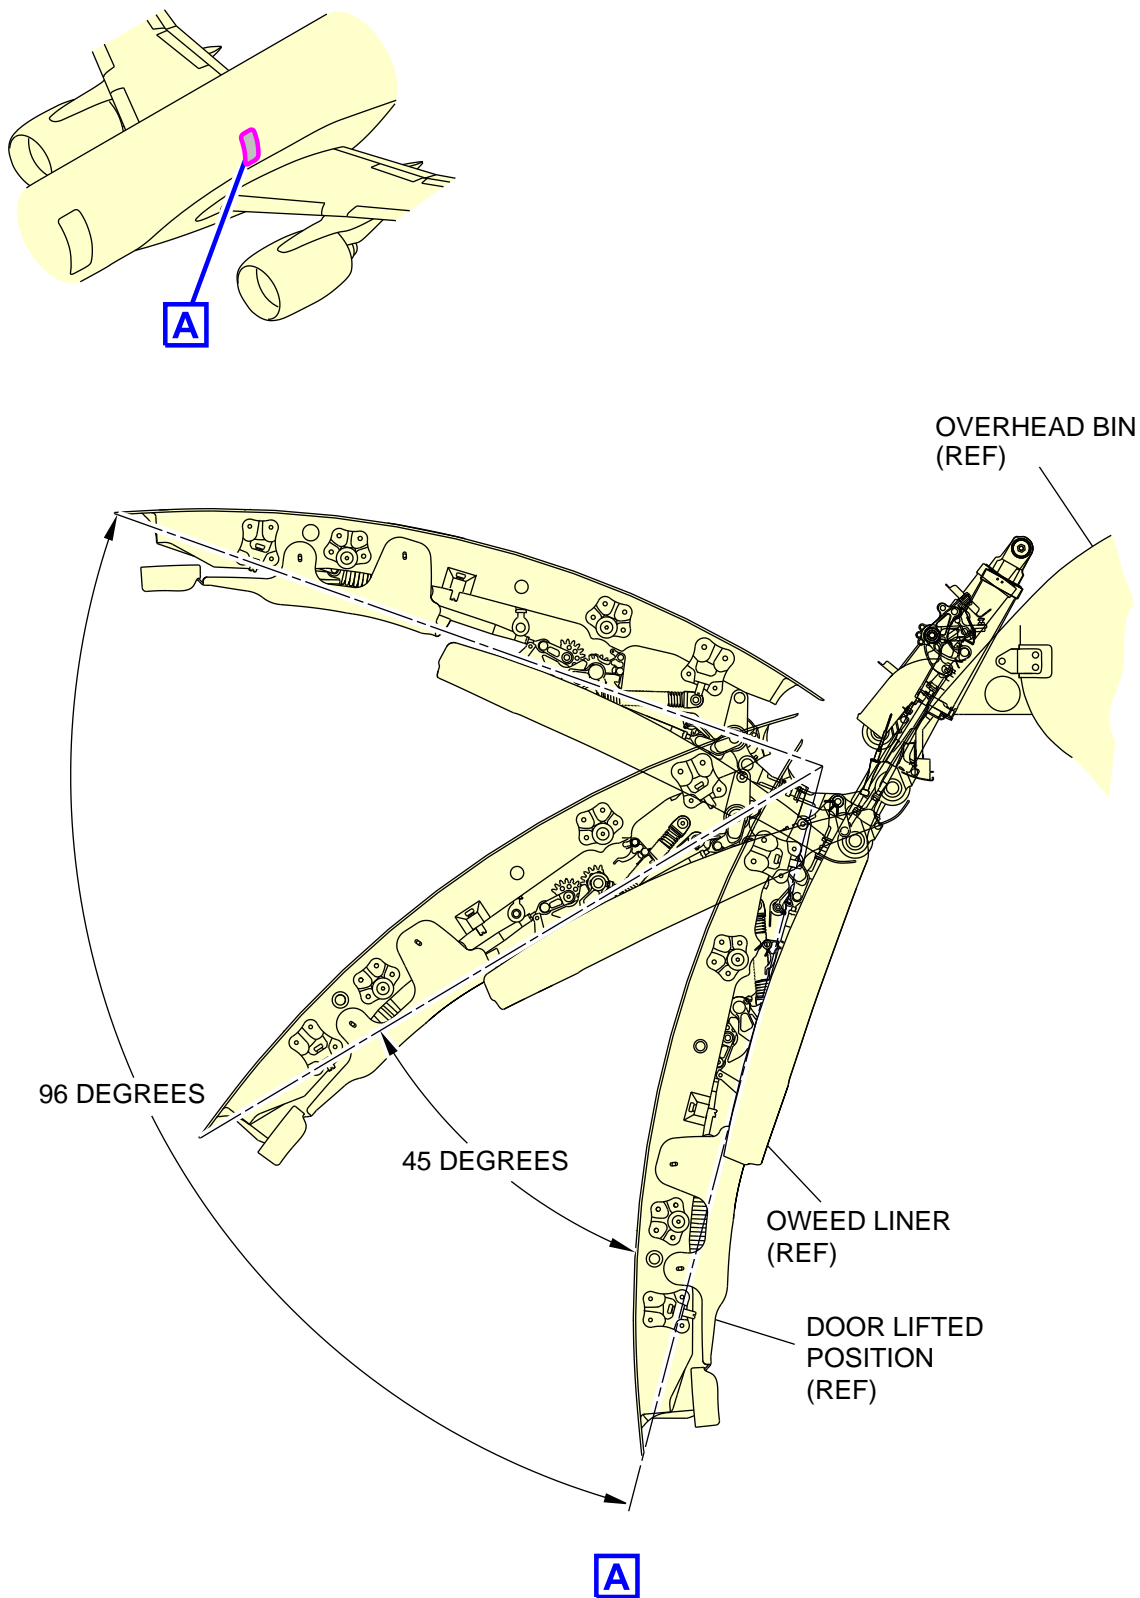 A
OVERHEAD BIN
(REF)
96 DEGREES
45 DEGREES
OWEED LINER
(REF)
DOOR LIFTED
POSITION
(REF)
A